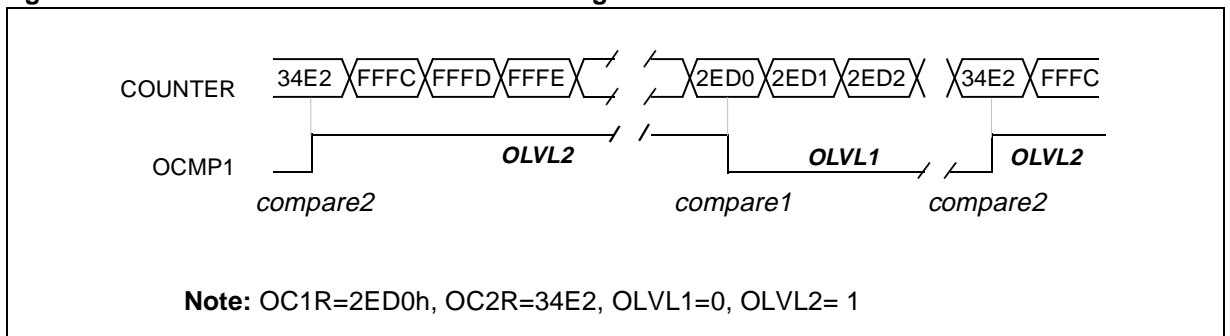 COUNTER 34E2 FFFC FFFD FFFE 2ED0 2ED1 2ED2 34E2 FFFC
OCMP1 OLVL2 OLVL1 OLVL2
compare2 compare1 compare2
Note: OC1R=2ED0h, OC2R=34E2, OLVL1=0, OLVL2= 1